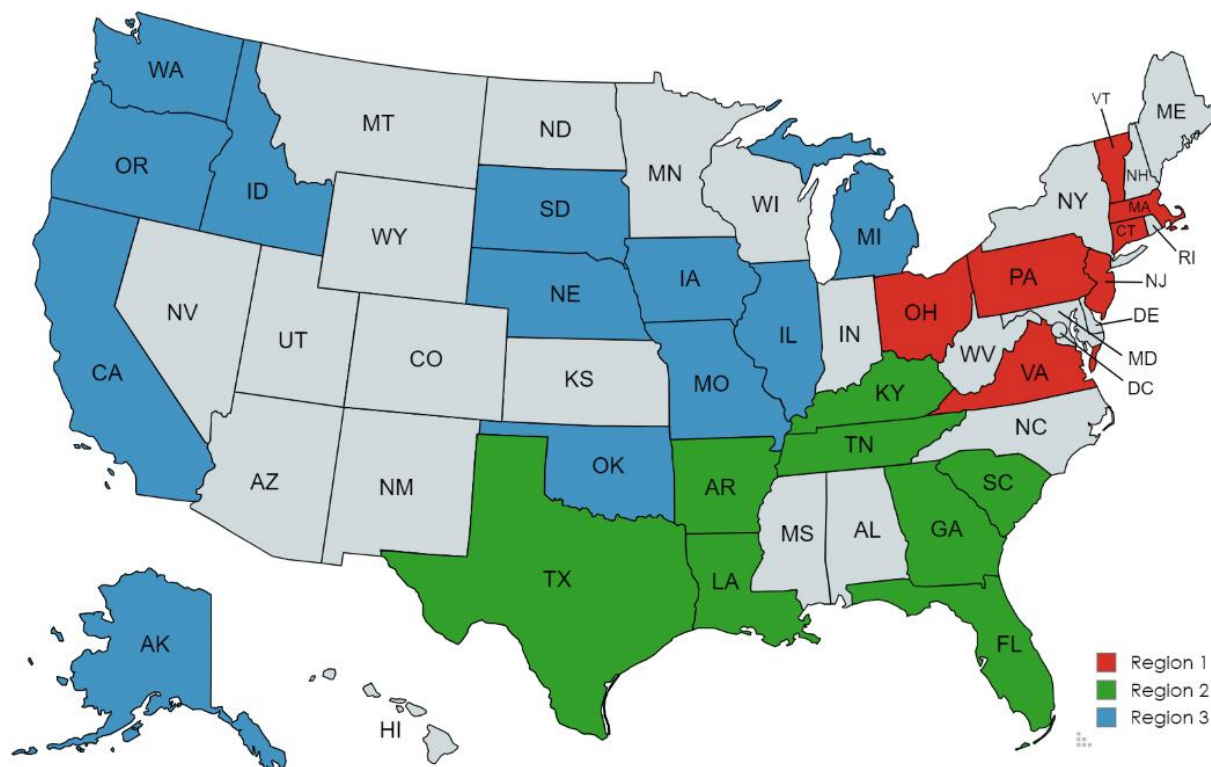 WA
MT
ND
MN
VT
ME
OR
ID
SD
WI
NH
NY
MA
CT
RI
WY
MI
IA
NE
PA
NJ
NV
UT
CO
IL
IN
OH
DE
WV
MD
DC
CA
KS
MO
KY
VA
NC
TN
AZ
NM
OK
AR
SC
MS
AL
GA
TX
LA
AK
FL
HI
Region 1
Region 2
Region 3